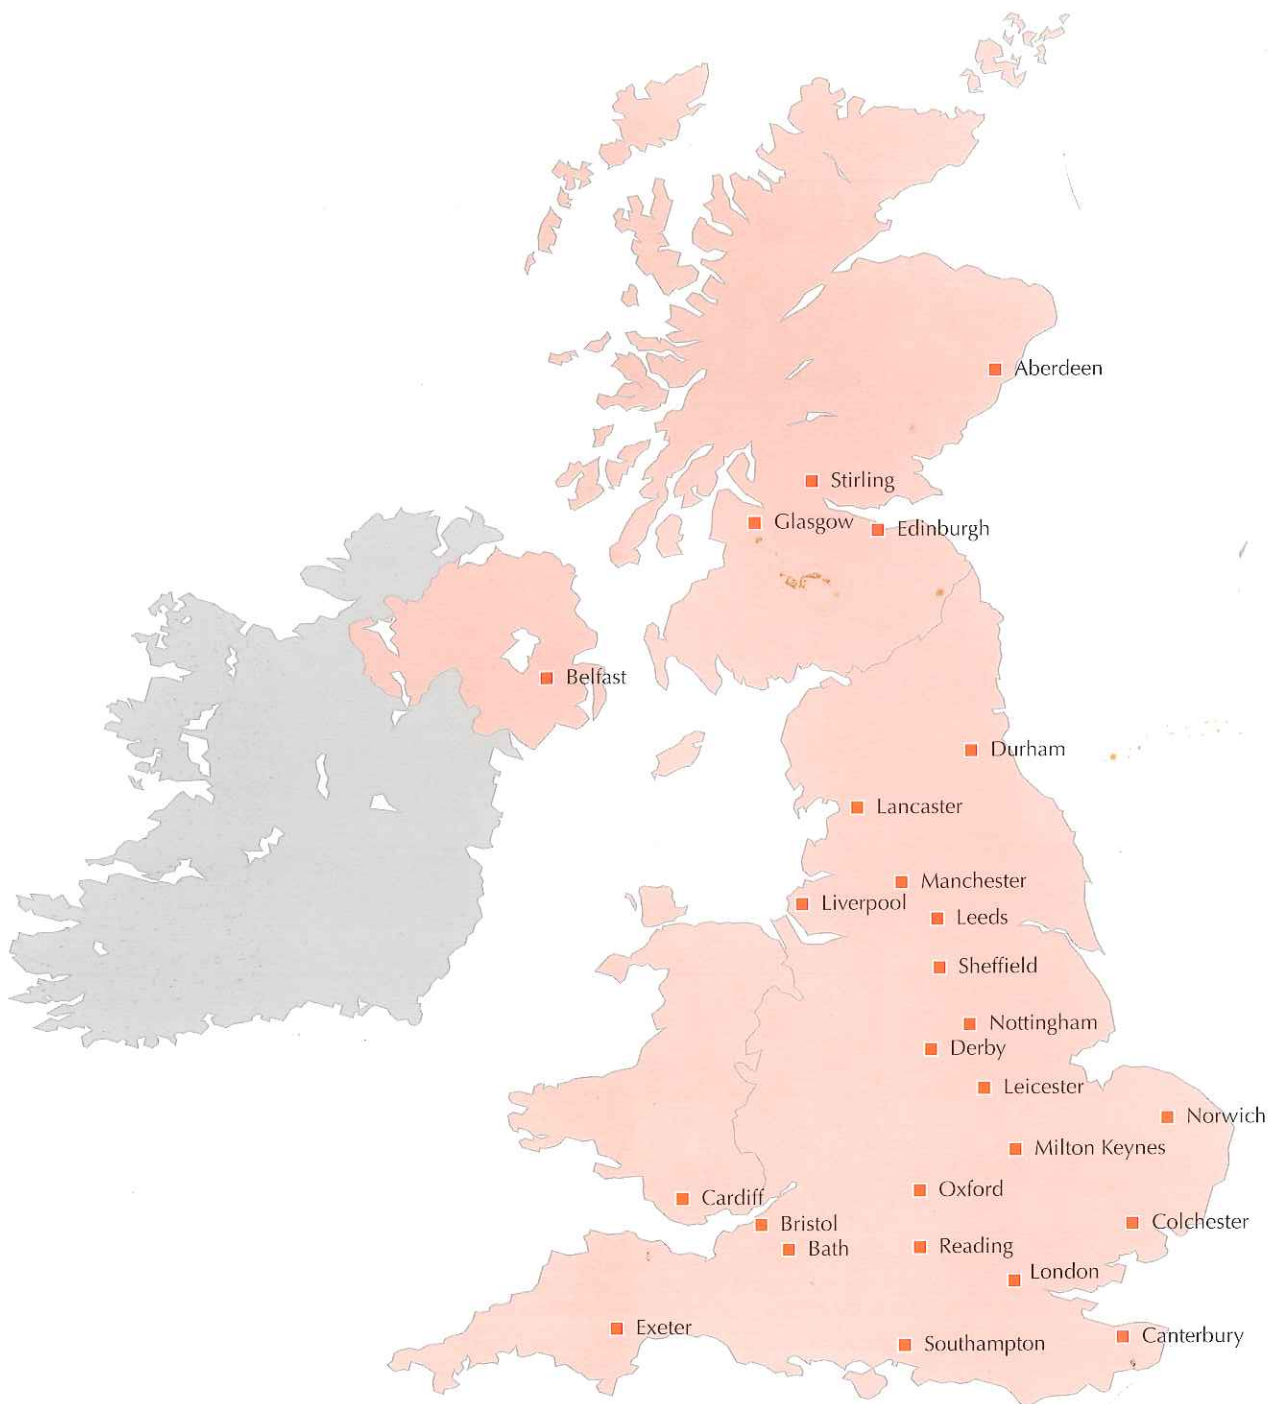 Aberdeen
Stirling
Glasgow
Edinburgh
Belfast
Durham
Lancaster
Manchester
Liverpool
Leeds
Sheffield
Nottingham
Derby
Leicester
Norwich
Milton Keynes
Oxford
Cardiff
Bristol
Colchester
Bath
Reading
London
Exeter
Southampton
Canterbury